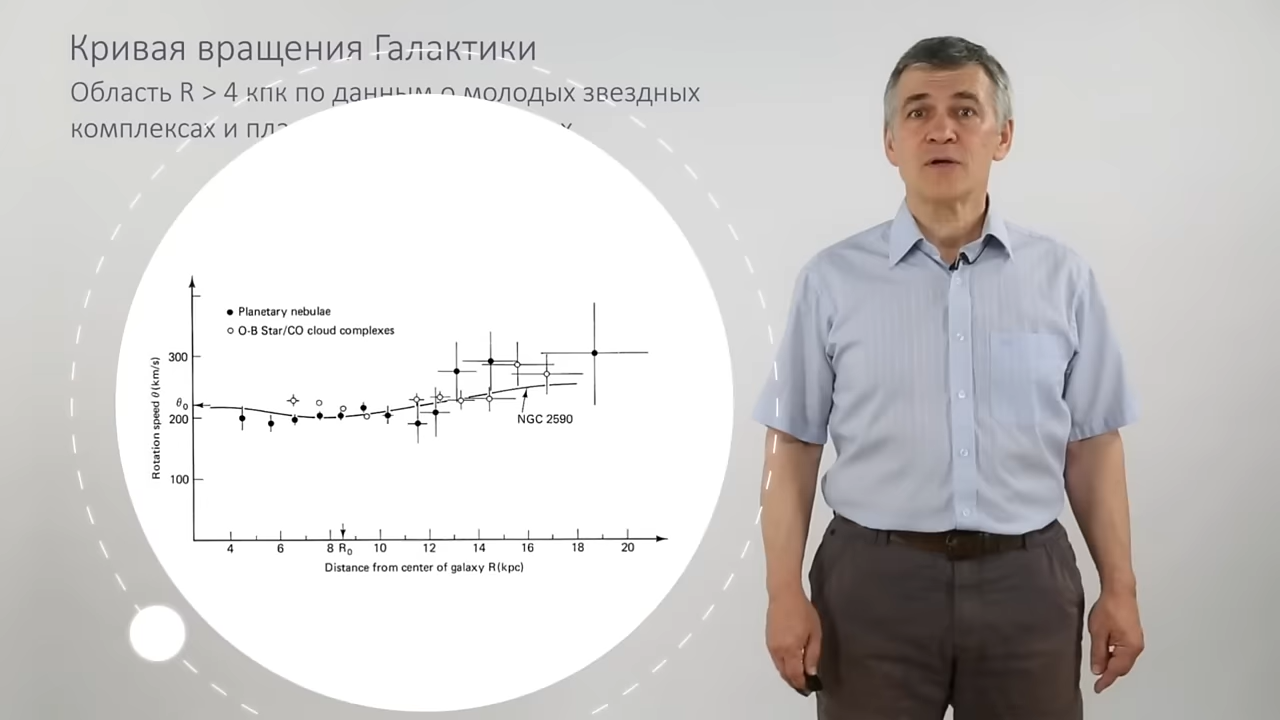 Кривая вращения Галактики
Область R > 4 кпк по данным о молодых звездных
комплексах и
Planetary nebulae
O-B Star/CO cloud complexes
300
θ₀
200
100
Rotation speed θ(km/s)
NGC 2590
4 6 8 R₀ 10 12 14 16 18 20
Distance from center of galaxy R(kpc)